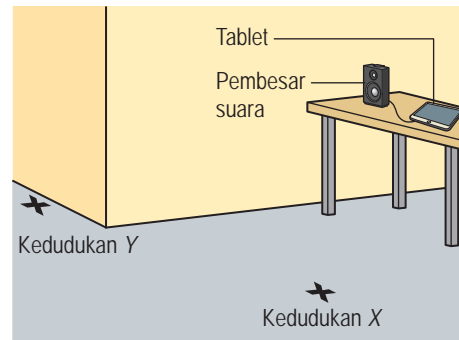 Tablet
Pembesar
suara
Kedudukan Y
Kedudukan X